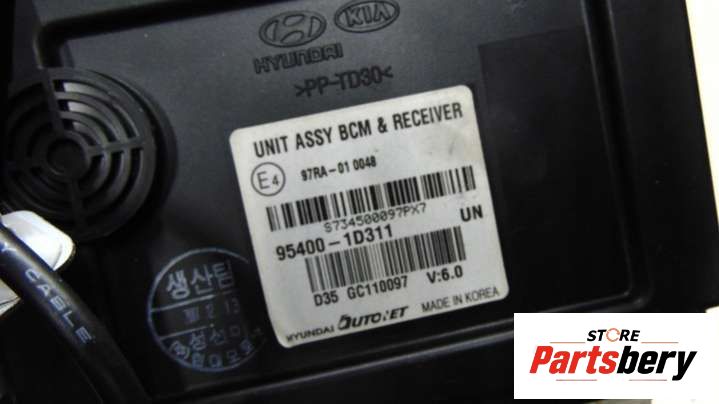 HYUNDAI KIA
>PP-TD30<
UNIT ASSY BCM & RECEIVER
E4 97RA-01 0048
S734500097PX7
95400-1D311 UN
D35 GC110097 V:6.0
HYUNDAI AUTONET MADE IN KOREA
생산팀
Y CABLE
STORE
Partsbery